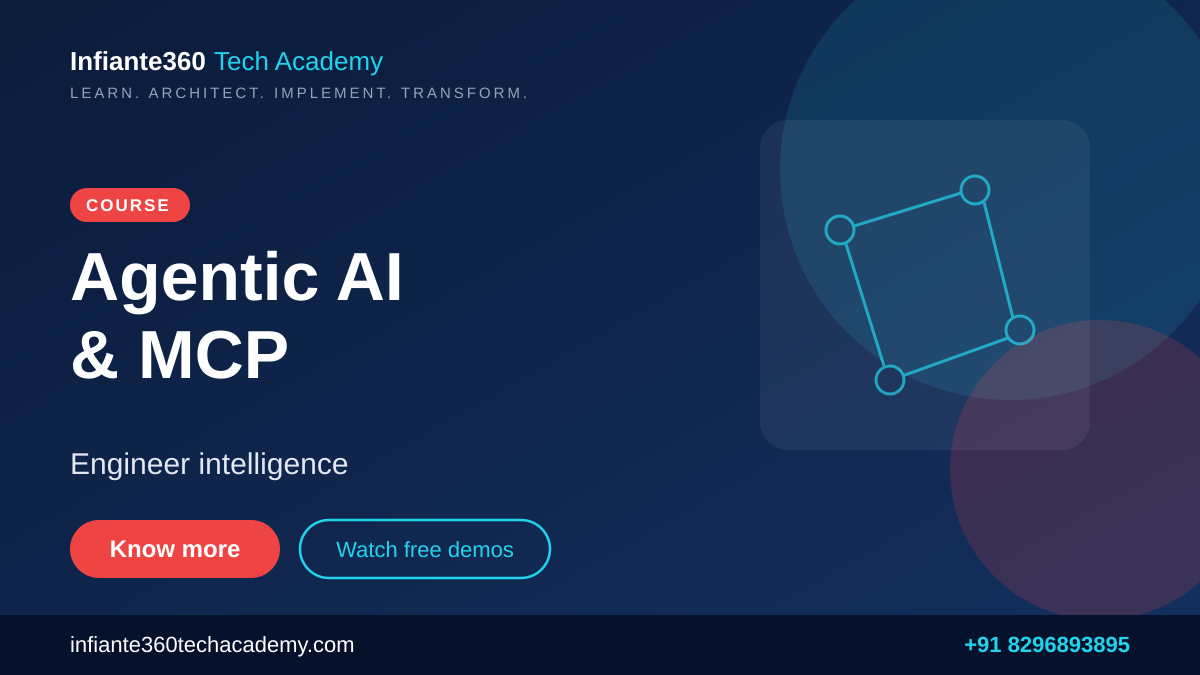 Infiante360 Tech Academy
LEARN. ARCHITECT. IMPLEMENT. TRANSFORM.
COURSE
Agentic AI
& MCP
Engineer intelligence
Know more
Watch free demos
infiante360techacademy.com
+91 8296893895